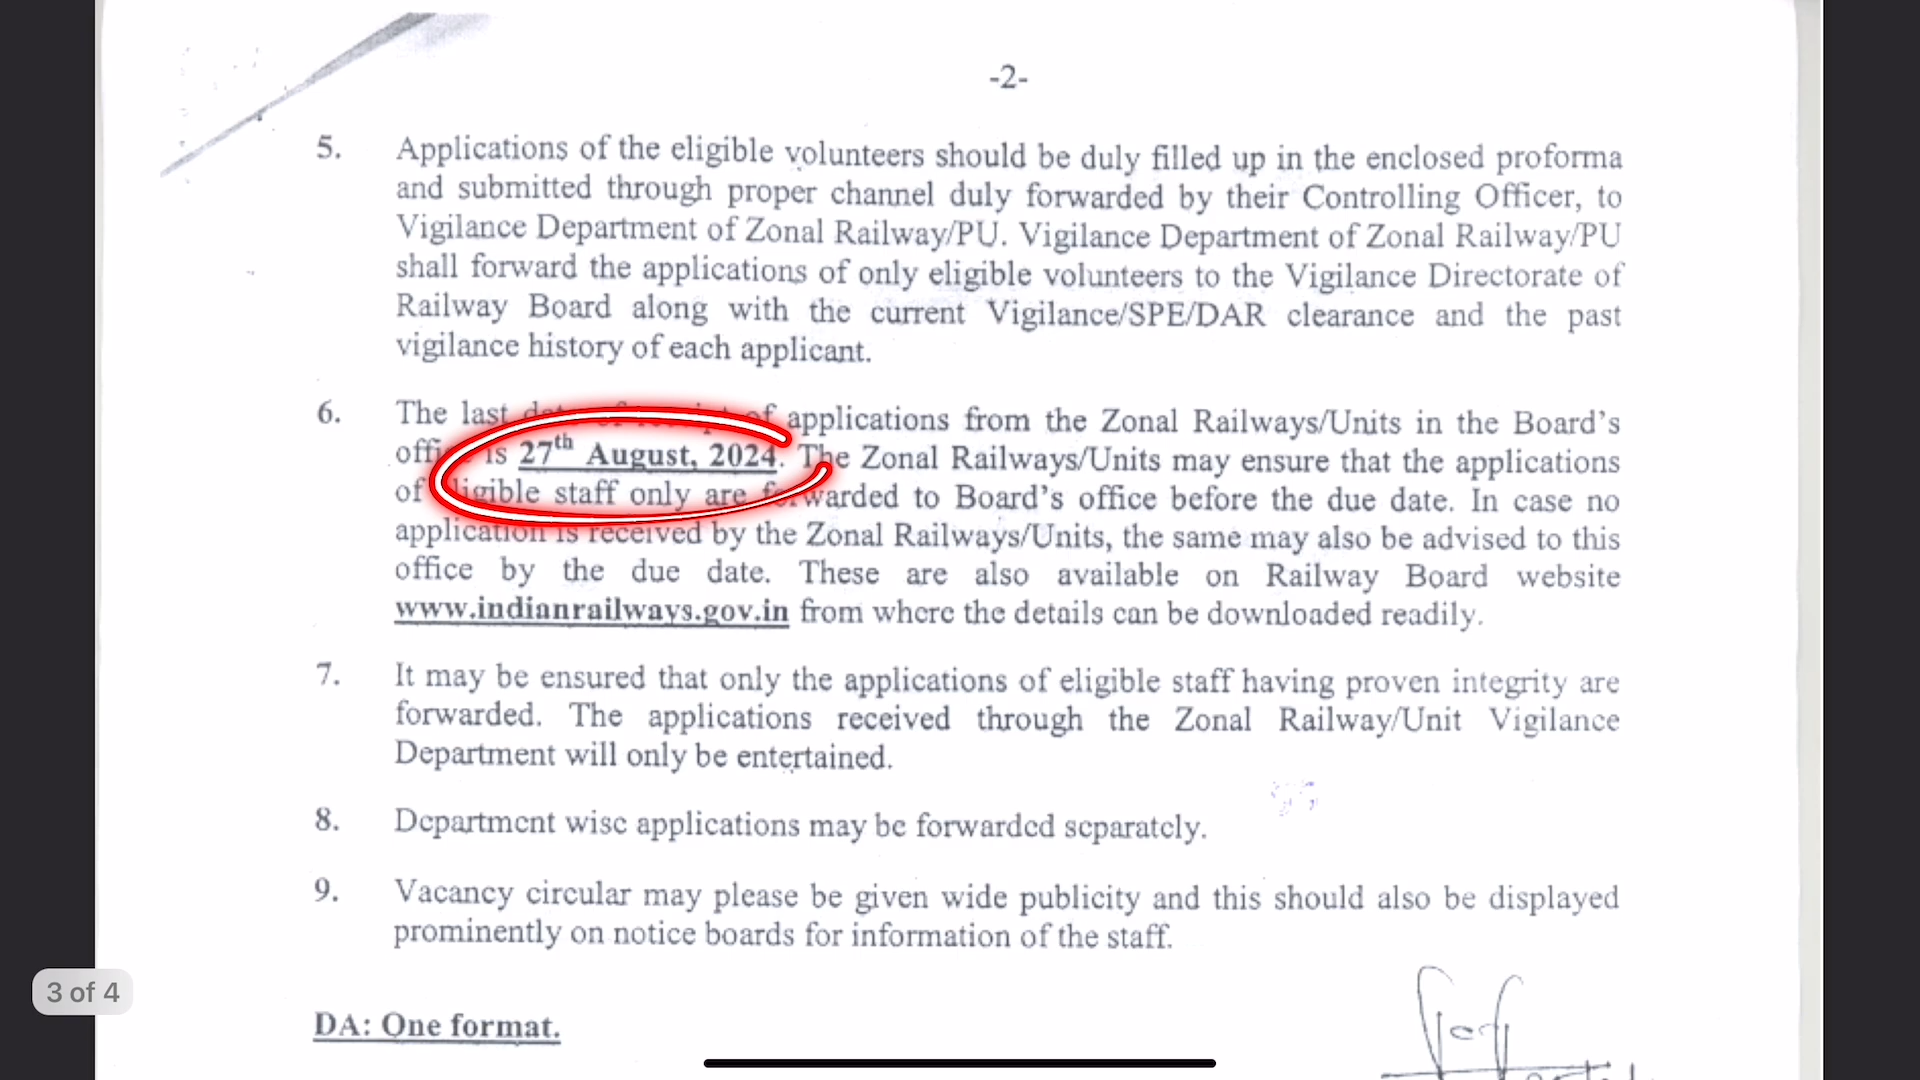 -2-
5. Applications of the eligible volunteers should be duly filled up in the enclosed proforma
and submitted through proper channel duly forwarded by their Controlling Officer, to
Vigilance Department of Zonal Railway/PU. Vigilance Department of Zonal Railway/PU
shall forward the applications of only eligible volunteers to the Vigilance Directorate of
Railway Board along with the current Vigilance/SPE/DAR clearance and the past
vigilance history of each applicant.
6. The last date of receipt of applications from the Zonal Railways/Units in the Board's
office is 27th August, 2024. The Zonal Railways/Units may ensure that the applications
of eligible staff only are forwarded to Board's office before the due date. In case no
application is received by the Zonal Railways/Units, the same may also be advised to this
office by the due date. These are also available on Railway Board website
www.indianrailways.gov.in from where the details can be downloaded readily.
7. It may be ensured that only the applications of eligible staff having proven integrity are
forwarded. The applications received through the Zonal Railway/Unit Vigilance
Department will only be entertained.
8. Department wise applications may be forwarded separately.
9. Vacancy circular may please be given wide publicity and this should also be displayed
prominently on notice boards for information of the staff.
3 of 4
DA: One format.